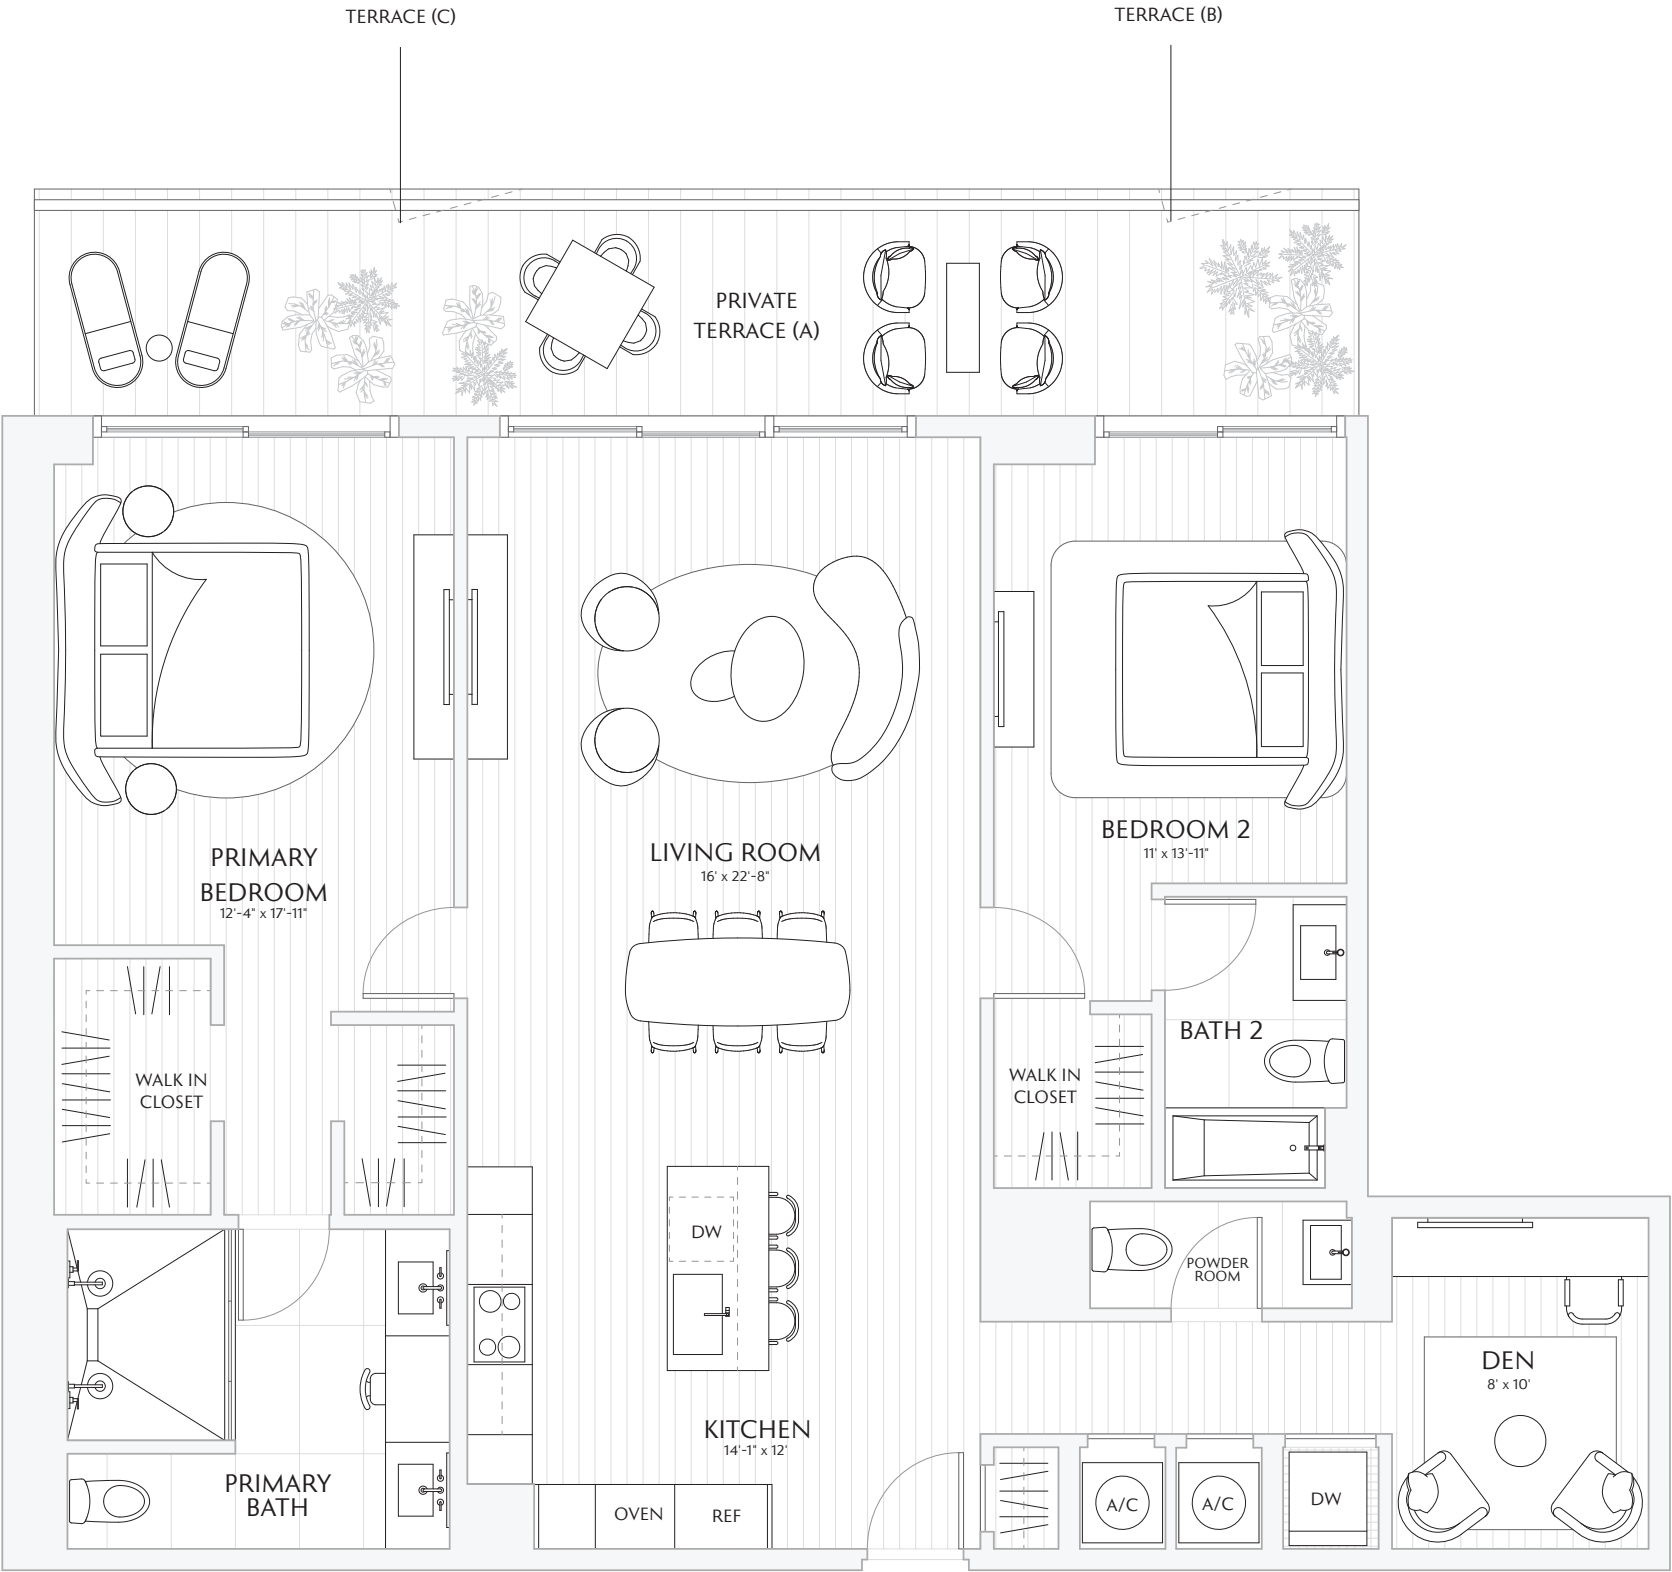 TERRACE (C)
TERRACE (B)
PRIVATE
TERRACE (A)
PRIMARY
BEDROOM
12'-4" x 17'-11"
LIVING ROOM
16' x 22'-8"
BEDROOM 2
11' x 13'-11"
WALK IN
CLOSET
WALK IN
CLOSET
BATH 2
DW
POWDER
ROOM
DEN
8' x 10'
KITCHEN
14'-1" x 12'
PRIMARY
BATH
OVEN
REF
A/C
A/C
DW